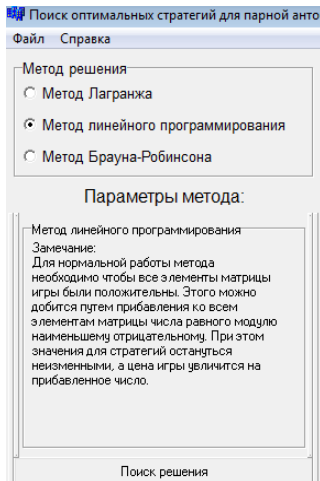 Поиск оптимальных стратегий для парной анто
Файл Справка
Метод решения
Метод Лагранжа
Метод линейного программирования
Метод Брауна-Робинсона
Параметры метода:
Метод линейного программирования
Замечание:
Для нормальной работы метода
необходимо чтобы все элементы матрицы
игры были положительны. Этого можно
добится путем прибавления ко всем
элементам матрицы числа равного модулю
наименьшему отрицательному. При этом
значения для стратегий остануться
неизменными, а цена игры увличится на
прибавленное число.
Поиск решения